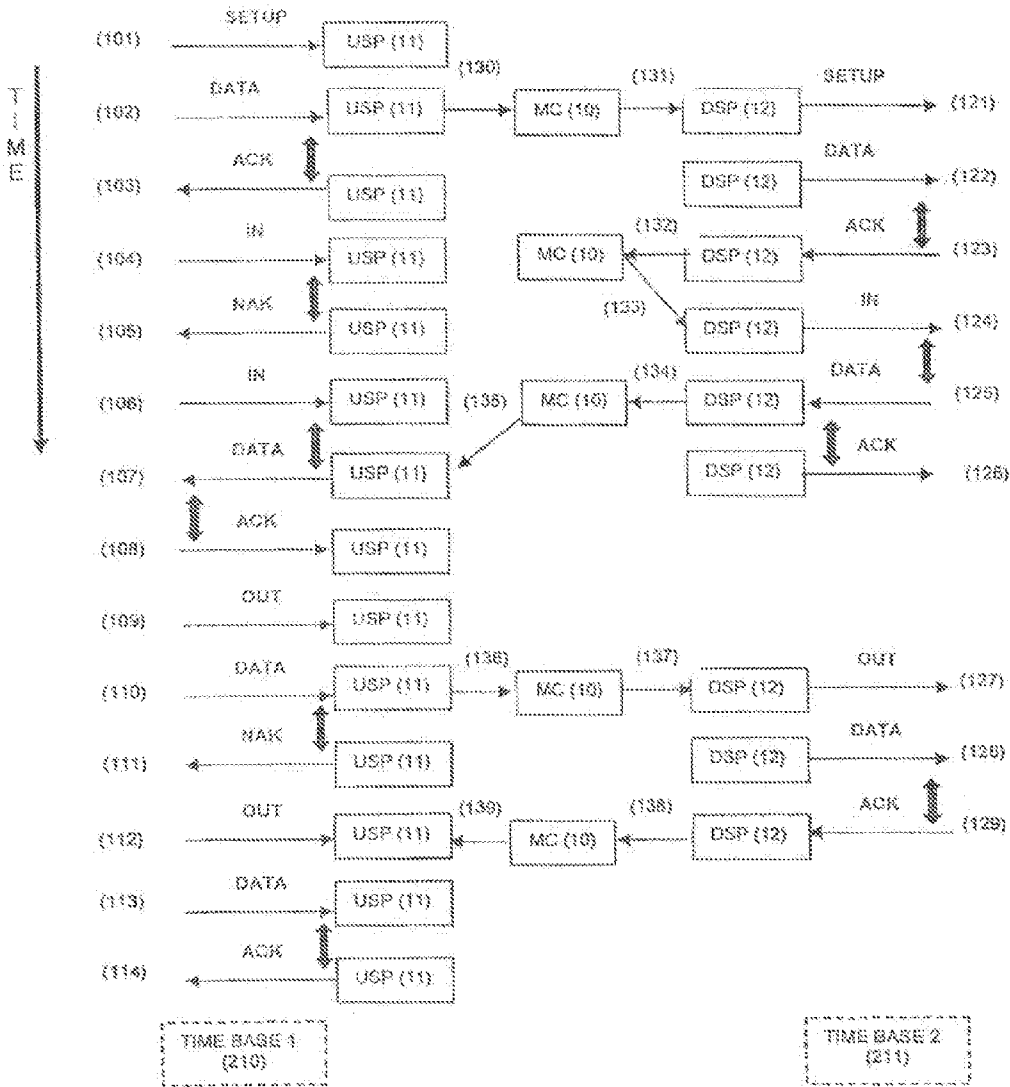 SETUP
(101) USP (11)
TIME
(130) (131) SETUP
DATA
(102) USP (11) MC (10) DSP (12) (121)
ACK DATA
(103) USP (11) DSP (12) (122)
IN (132) ACK
(104) USP (11) MC (10) DSP (12) (123)
NAK (133) IN
(105) USP (11) DSP (12) (124)
IN (134) DATA
(106) USP (11) (135) MC (10) DSP (12) (125)
DATA ACK
(107) USP (11) DSP (12) (126)
ACK
(108) USP (11)
OUT
(109) USP (11)
DATA (136) (137) OUT
(110) USP (11) MC (10) DSP (12) (127)
NAK DATA
(111) USP (11) DSP (12) (128)
OUT (139) (138) ACK
(112) USP (11) MC (10) DSP (12) (129)
DATA
(113) USP (11)
ACK
(114) USP (11)
TIME BASE 1 TIME BASE 2
(210) (211)